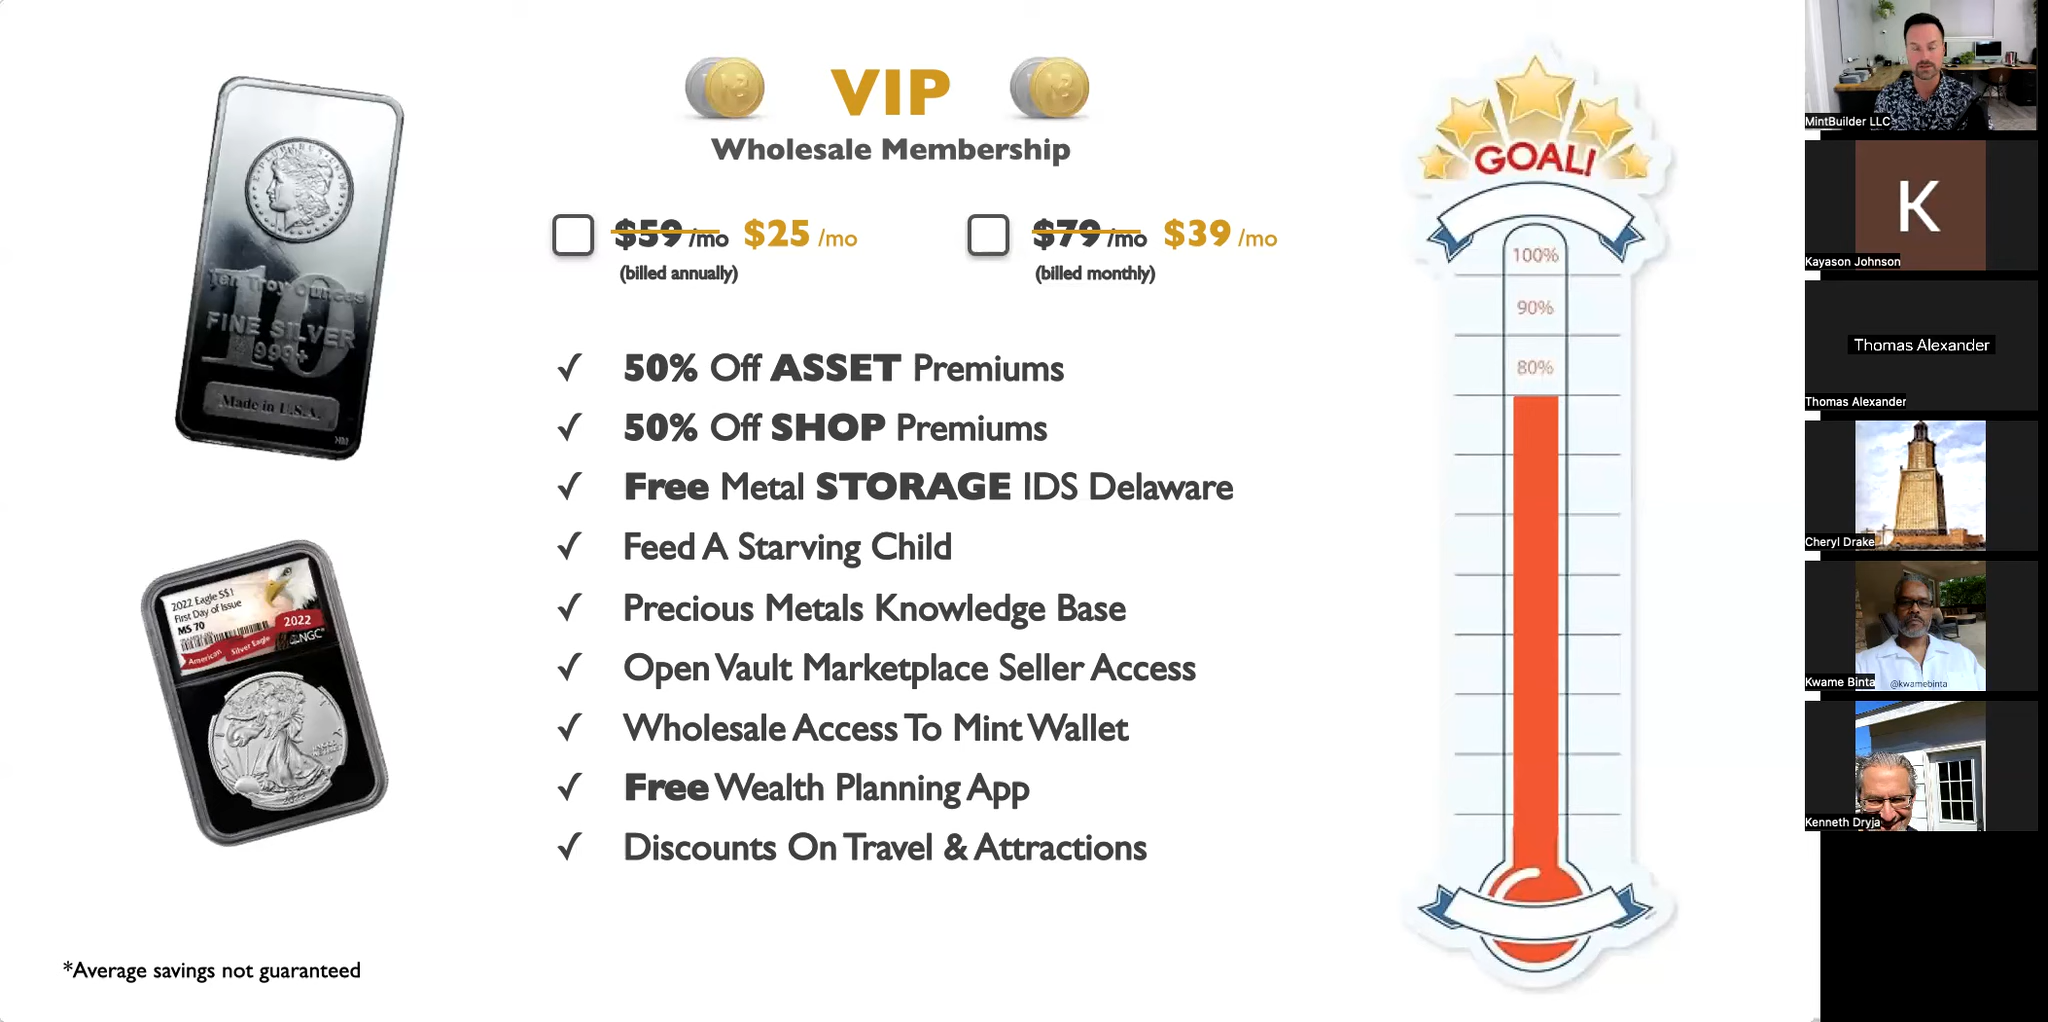 VIP
Wholesale Membership
$59 /mo $25 /mo
(billed annually)
$79 /mo $39 /mo
(billed monthly)
✓ 50% Off ASSET Premiums
✓ 50% Off SHOP Premiums
✓ Free Metal STORAGE IDS Delaware
✓ Feed A Starving Child
✓ Precious Metals Knowledge Base
✓ Open Vault Marketplace Seller Access
✓ Wholesale Access To Mint Wallet
✓ Free Wealth Planning App
✓ Discounts On Travel & Attractions
*Average savings not guaranteed
Ten Troy Ounces
10
FINE SILVER
999+
Made in U.S.A.
2022 Eagle S$1
First Day of Issue
MS 70
2022
NGC
American Silver Eagle
GOAL!
100%
90%
80%
MintBuilder LLC
K
Kayason Johnson
Thomas Alexander
Thomas Alexander
Cheryl Drake
Kwame Binta
@kwamebinta
Kenneth Dryja